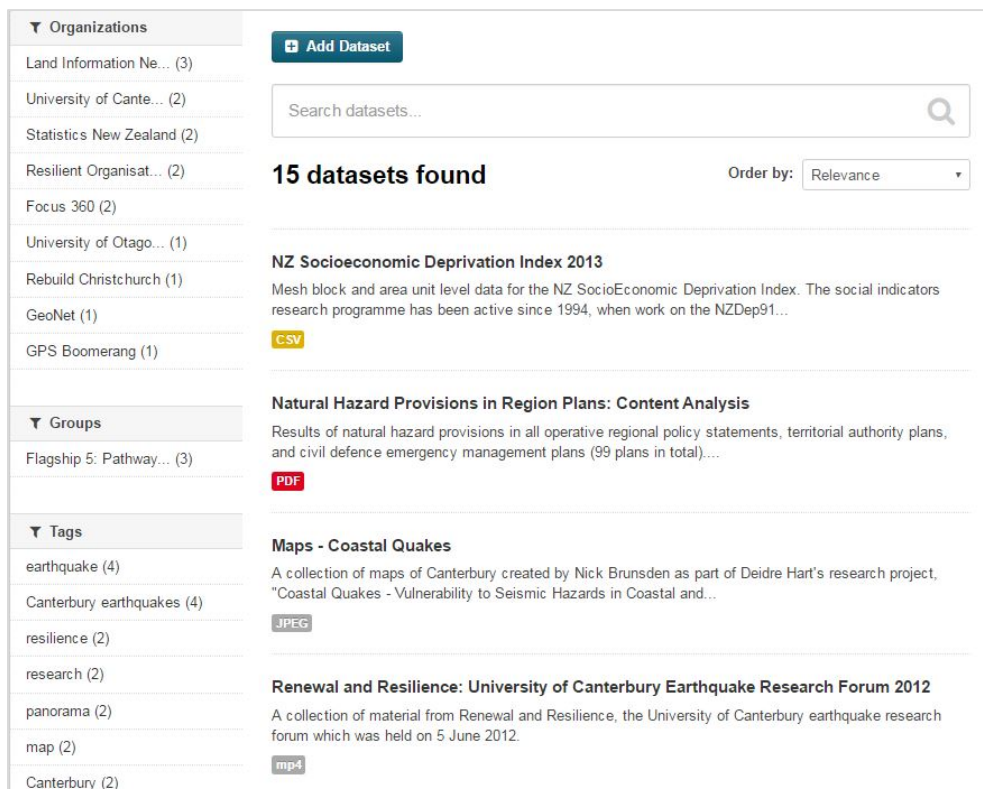 Organizations
Land Information Ne... (3)
University of Cante... (2)
Statistics New Zealand (2)
Resilient Organisat... (2)
Focus 360 (2)
University of Otago... (1)
Rebuild Christchurch (1)
GeoNet (1)
GPS Boomerang (1)
Groups
Flagship 5: Pathway... (3)
Tags
earthquake (4)
Canterbury earthquakes (4)
resilience (2)
research (2)
panorama (2)
map (2)
Canterbury (2)
Add Dataset
Search datasets...
15 datasets found
Order by: Relevance
NZ Socioeconomic Deprivation Index 2013
Mesh block and area unit level data for the NZ SocioEconomic Deprivation Index. The social indicators
research programme has been active since 1994, when work on the NZDep91...
CSV
Natural Hazard Provisions in Region Plans: Content Analysis
Results of natural hazard provisions in all operative regional policy statements, territorial authority plans,
and civil defence emergency management plans (99 plans in total)....
PDF
Maps - Coastal Quakes
A collection of maps of Canterbury created by Nick Brunsden as part of Deidre Hart's research project,
"Coastal Quakes - Vulnerability to Seismic Hazards in Coastal and...
JPEG
Renewal and Resilience: University of Canterbury Earthquake Research Forum 2012
A collection of material from Renewal and Resilience, the University of Canterbury earthquake research
forum which was held on 5 June 2012.
mp4